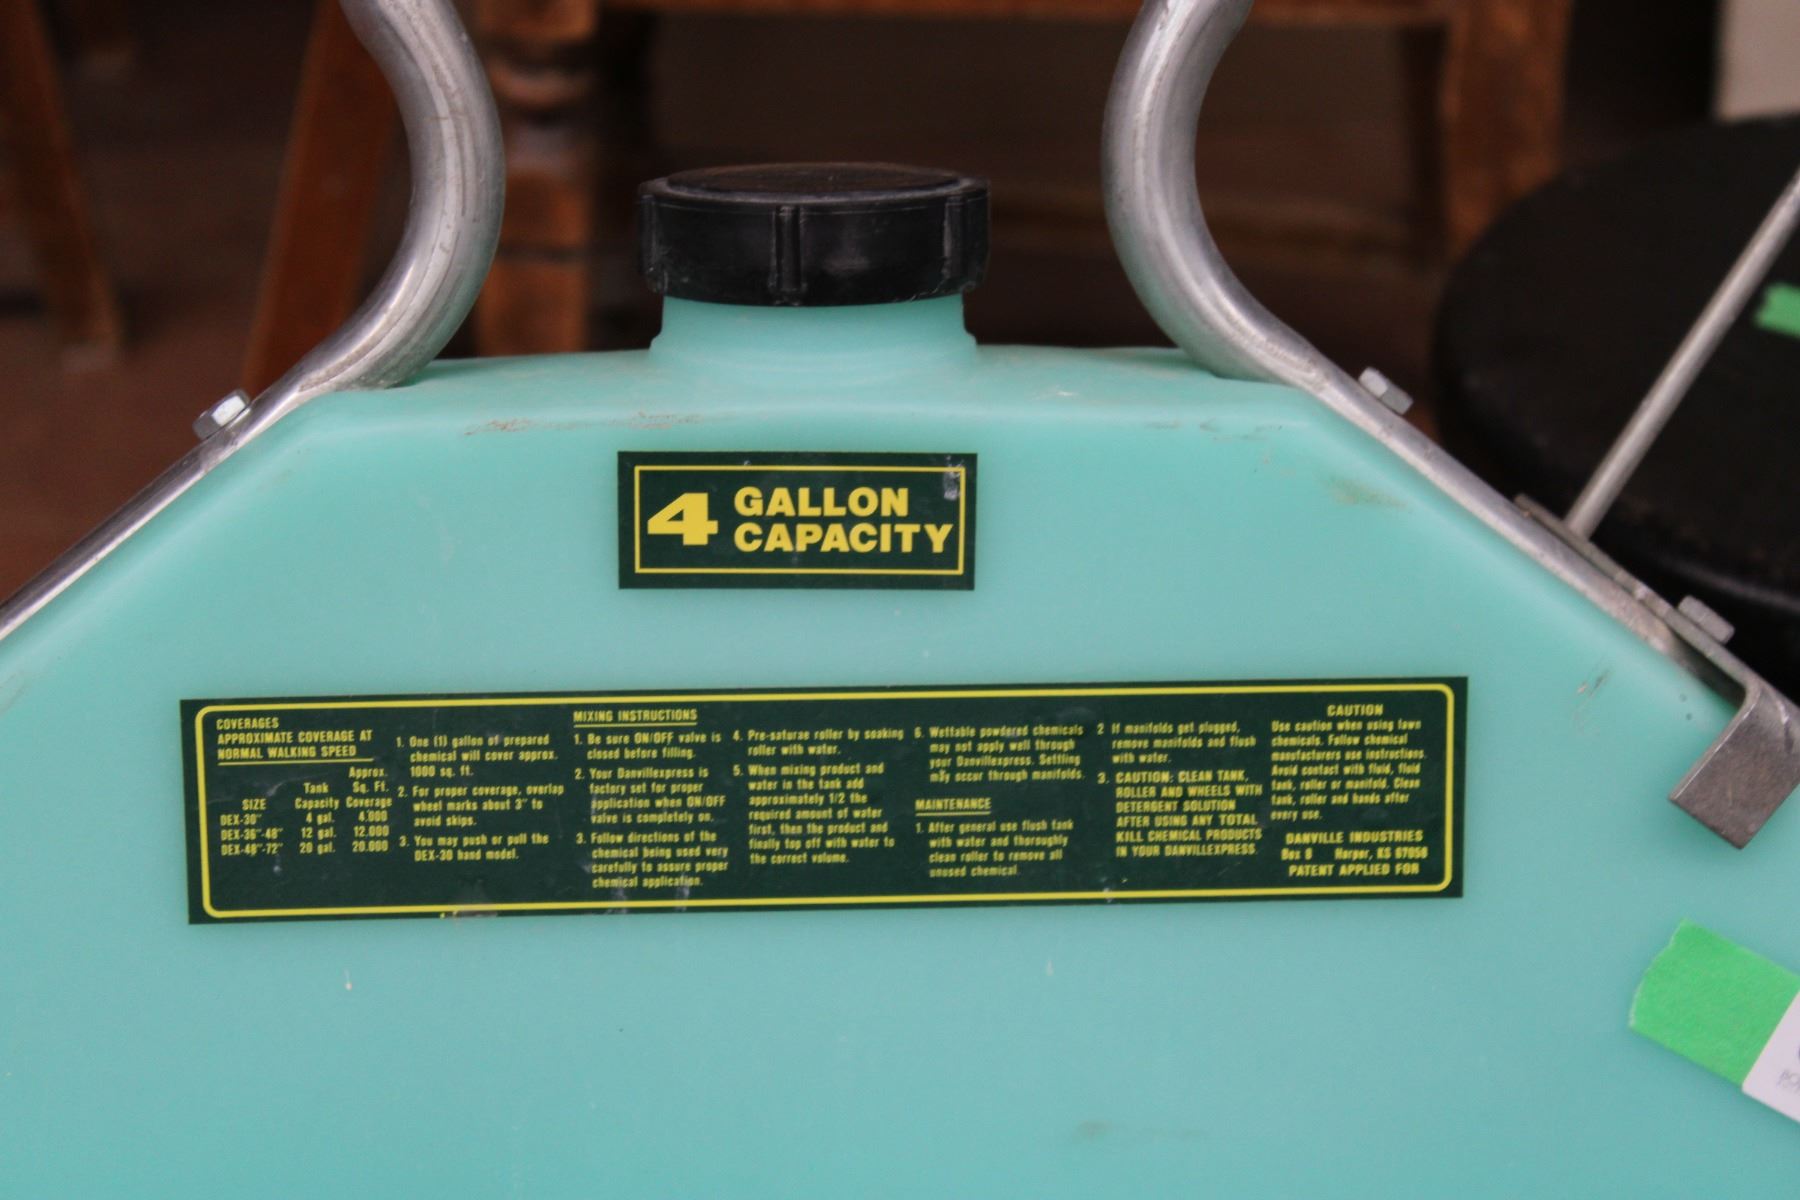 4 GALLON
CAPACITY
COVERAGES
APPROXIMATE COVERAGE AT
NORMAL WALKING SPEED
Approx.
Tank Sq. Ft.
SIZE Capacity Coverage
DEX-30" 4 gal. 4.000
DEX-36"-48" 12 gal. 12.000
DEX-48"-72" 20 gal. 20.000
1. One (1) gallon of prepared
chemical will cover approx.
1000 sq. ft.
2. For proper coverage, overlap
wheel marks about 3" to
avoid skips.
3. You may push or pull the
DEX-30 hand model.
MIXING INSTRUCTIONS
1. Be sure ON/OFF valve is
closed before filling.
2. Your Danvillexpress is
factory set for proper
application when ON/OFF
valve is completely on.
3. Follow directions of the
chemical being used very
carefully to assure proper
chemical application.
4. Pre-saturae roller by soaking
roller with water.
5. When mixing product and
water in the tank add
approximately 1/2 the
required amount of water
first, then the product and
finally top off with water to
the correct volume.
6. Wettable powdered chemicals
may not apply well through
your Danvillexpress. Settling
may occur through manifolds.
MAINTENANCE
1. After general use flush tank
with water and thoroughly
clean roller to remove all
unused chemical.
2 If manifolds get plugged,
remove manifolds and flush
with water.
3. CAUTION: CLEAN TANK,
ROLLER AND WHEELS WITH
DETERGENT SOLUTION
AFTER USING ANY TOTAL
KILL CHEMICAL PRODUCTS
IN YOUR DANVILLEXPRESS.
CAUTION
Use caution when using lawn
chemicals. Follow chemical
manufacturers use instructions.
Avoid contact with fluid, fluid
tank, roller or manifold. Clean
tank, roller and hands after
every use.
DANVILLE INDUSTRIES
Box 8 Harper, KS 67058
PATENT APPLIED FOR